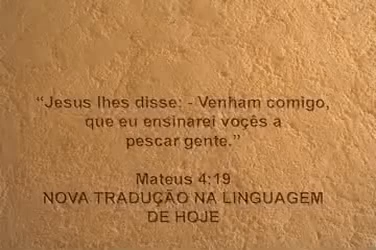 “Jesus lhes disse: - Venham comigo,
que eu ensinarei voçês a
pescar gente.”
Mateus 4:19
NOVA TRADUÇÃO NA LINGUAGEM
DE HOJE